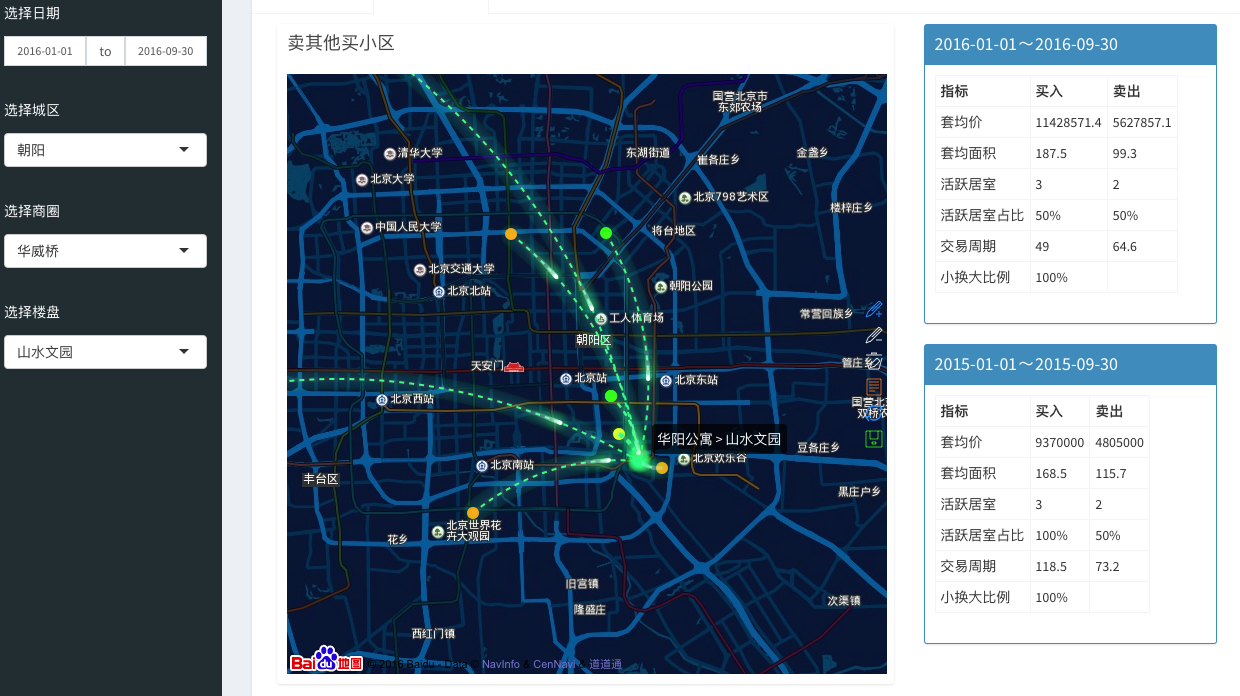 选择日期
2016-01-01 to 2016-09-30
选择城区
朝阳
选择商圈
华威桥
选择楼盘
山水文园
卖其他买小区
国营北京市
东郊农场
清华大学
东湖街道
崔各庄乡
金盏乡
北京大学
北京798艺术区
楼梓庄乡
中国人民大学
将台地区
北京交通大学
北京北站
朝阳公园
工人体育场
常营回族乡
朝阳区
天安门
管庄乡
北京站
北京东站
北京西站
国营北京
双桥农
华阳公寓 > 山水文园
豆各庄乡
北京欢乐谷
北京南站
丰台区
黑庄户乡
北京世界花
卉大观园
花乡
旧宫镇
次渠镇
隆盛庄
西红门镇
Baidu地图
© 2016 Baidu - Data © NavInfo & CenNavi & 道道通
2016-01-01～2016-09-30
指标 买入 卖出
套均价 11428571.4 5627857.1
套均面积 187.5 99.3
活跃居室 3 2
活跃居室占比 50% 50%
交易周期 49 64.6
小换大比例 100%
2015-01-01～2015-09-30
指标 买入 卖出
套均价 9370000 4805000
套均面积 168.5 115.7
活跃居室 3 2
活跃居室占比 100% 50%
交易周期 118.5 73.2
小换大比例 100%